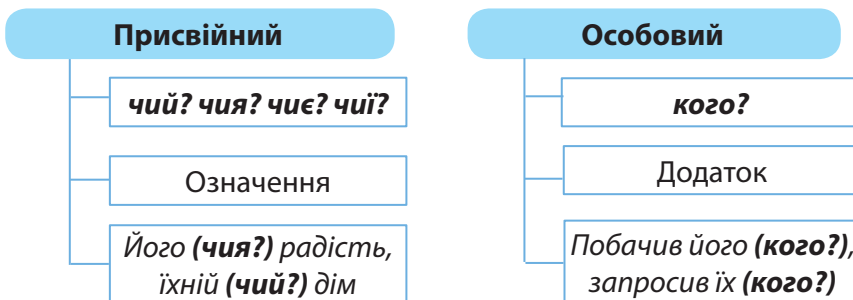 Присвійний
чий? чия? чиє? чиї?
Означення
Його (чия?) радість,
їхній (чий?) дім
Особовий
кого?
Додаток
Побачив його (кого?),
запросив їх (кого?)